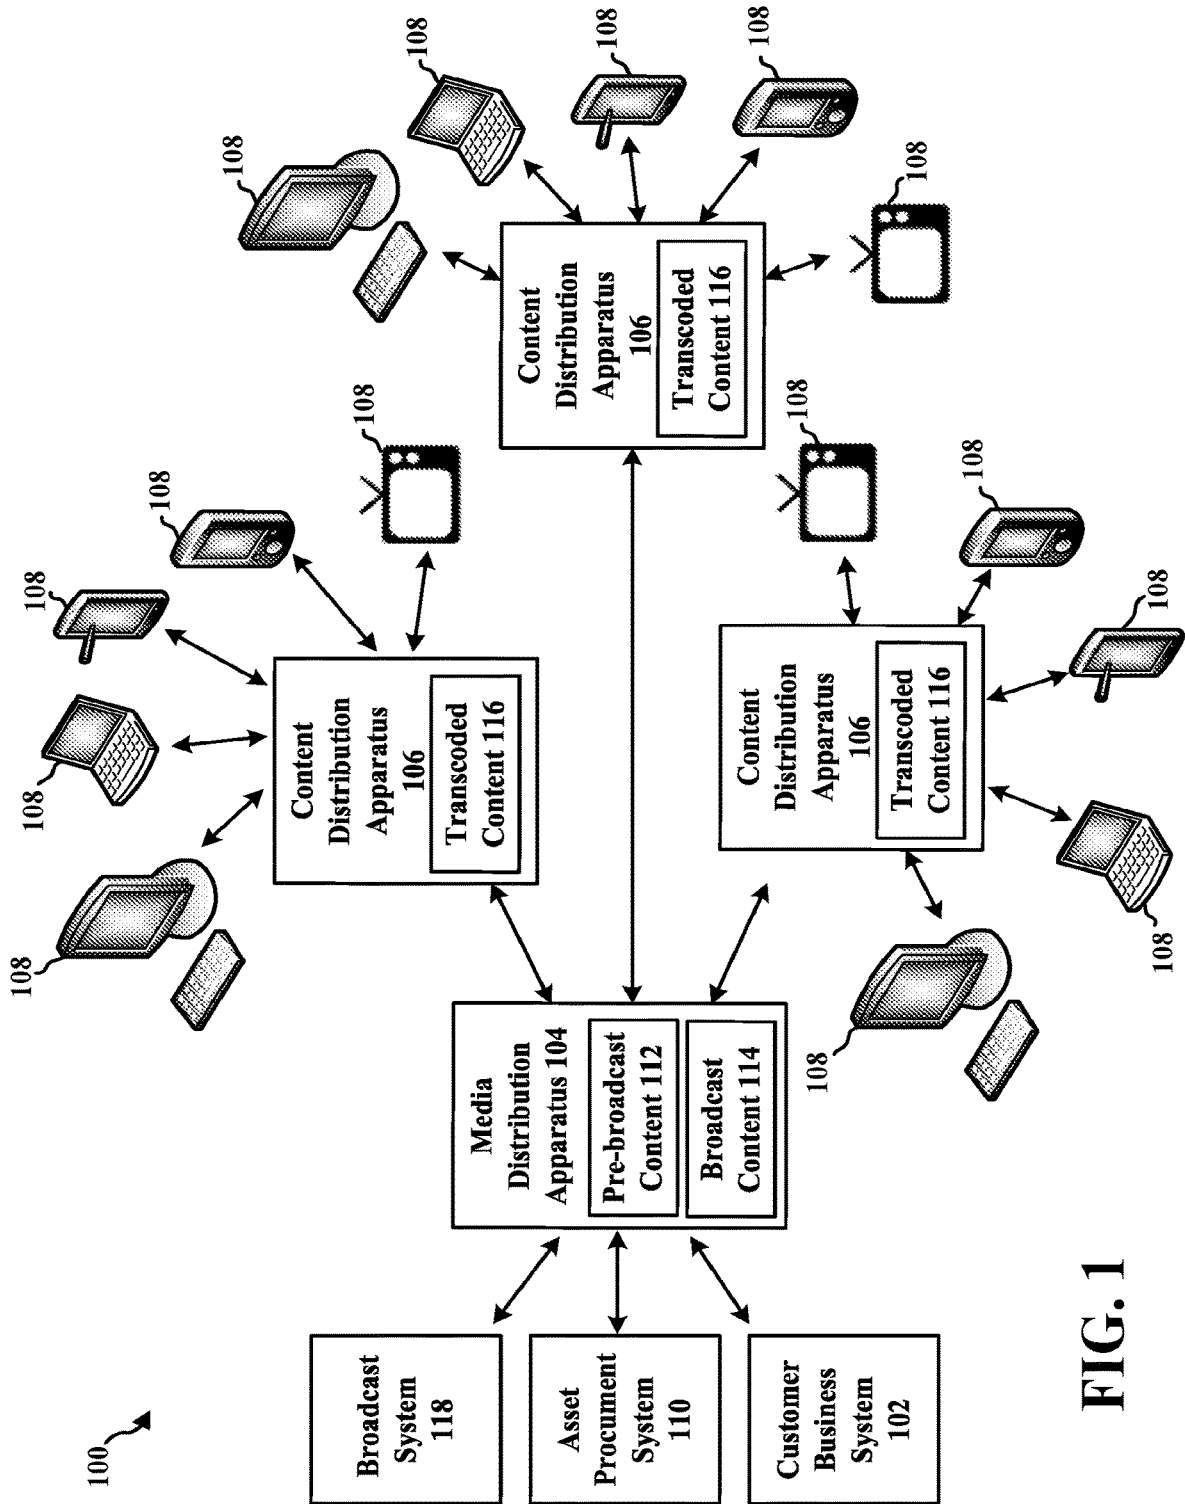 100
Broadcast
System
118
Asset
Procument
System
110
Customer
Business
System
102
Media
Distribution
Apparatus 104
Pre-broadcast
Content 112
Broadcast
Content 114
108
108
108
108
108
Content
Distribution
Apparatus
106
Transcoded
Content 116
108
108
108
108
108
Content
Distribution
Apparatus
106
Transcoded
Content 116
108
108
108
108
108
Content
Distribution
Apparatus
106
Transcoded
Content 116
FIG. 1